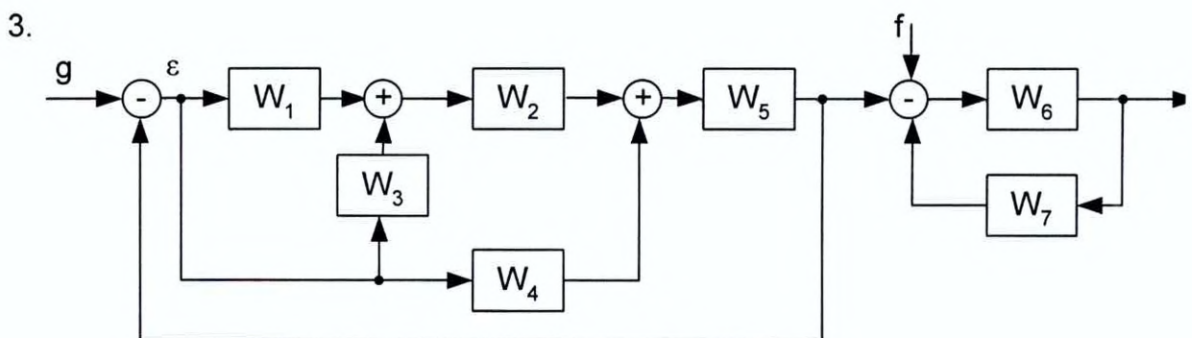 3.
g ε f
- W₁ + W₂ + W₅ - W₆
W₃ W₇
W₄